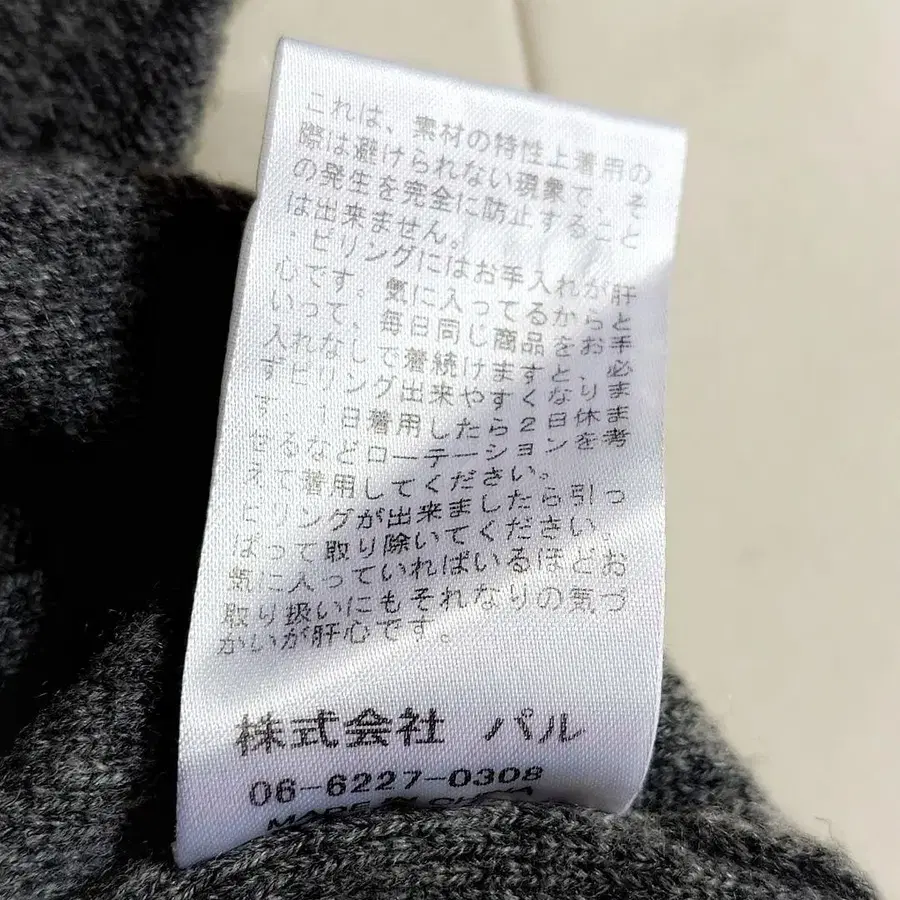 これは、素材の特性上着用の
際は避けられない現象で、そ
の発生を完全に防止すること
は出来ません。
・ピリングにはお手入れが肝
心です。気に入ってるからと
いって、毎日同じ商品をお手
入れなしで着続けますと、必
ずピリング出来やすくなりま
す。1日着用したら2日休ま
せるなどローテーションを考
えて着用してください。
ピリングが出来ましたら引っ
ぱって取り除いてください。
気に入っていればいるほどお
取り扱いにもそれなりの気づ
かいが肝心です。
株式会社 パル
06-6227-0308
MADE IN CHINA